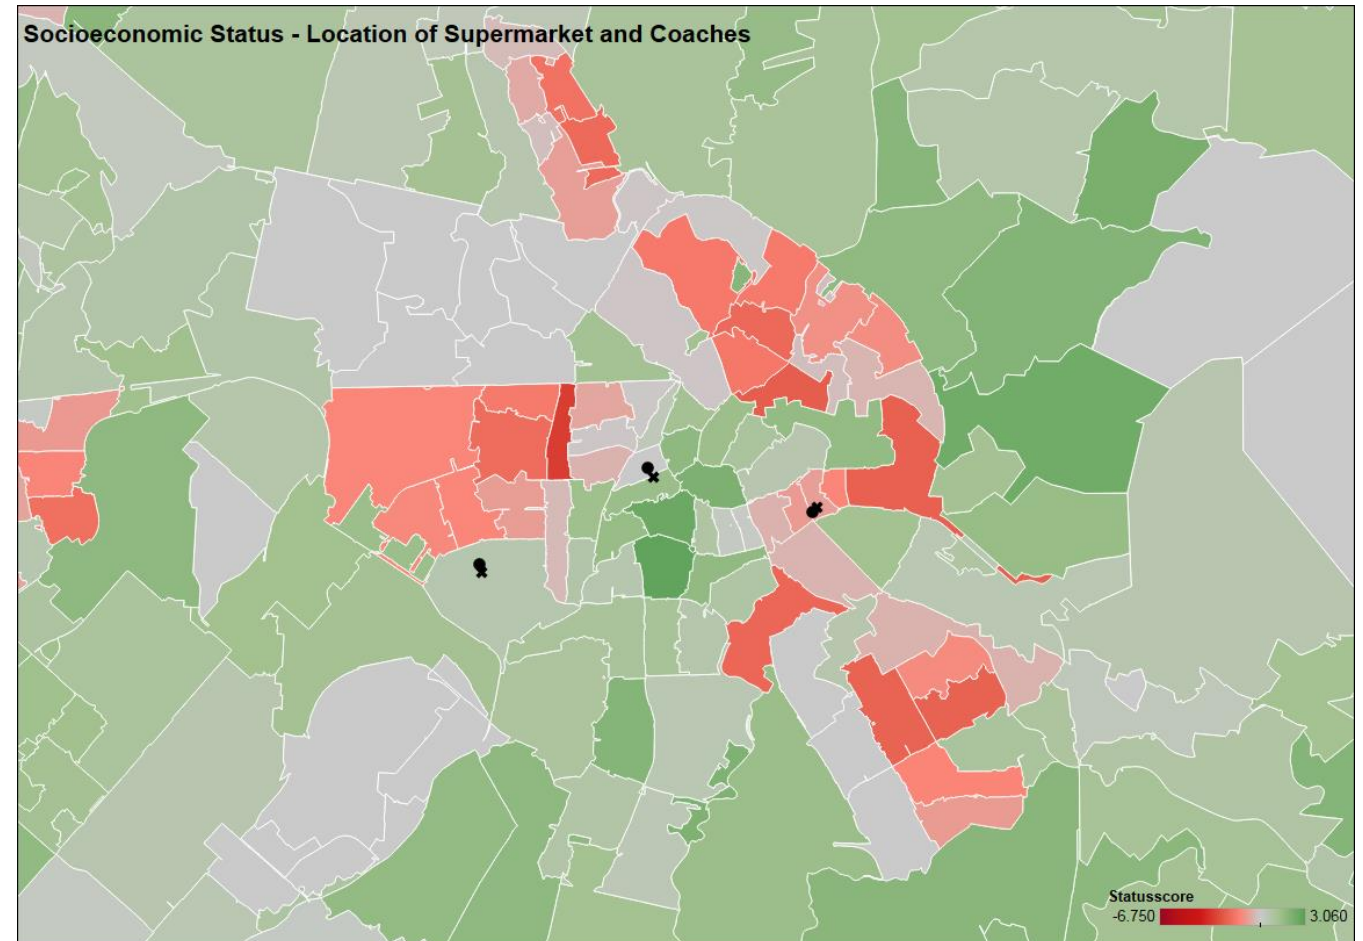 Socioeconomic Status - Location of Supermarket and Coaches
Statusscore
-6.750 3.060